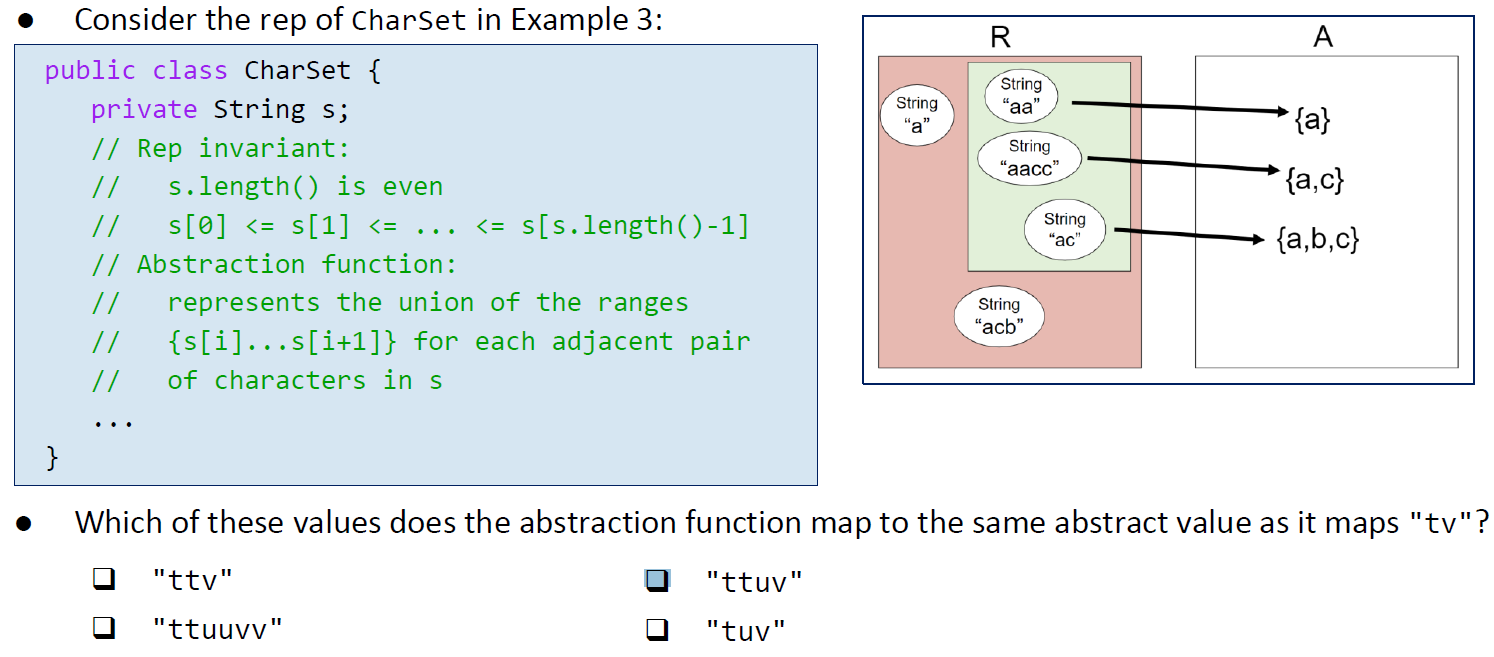 ● Consider the rep of CharSet in Example 3:
public class CharSet {
private String s;
// Rep invariant:
// s.length() is even
// s[0] <= s[1] <= ... <= s[s.length()-1]
// Abstraction function:
// represents the union of the ranges
// {s[i]...s[i+1]} for each adjacent pair
// of characters in s
...
}
R
A
String
“a”
String
“aa”
{a}
String
“aacc”
{a,c}
String
“ac”
{a,b,c}
String
“acb”
● Which of these values does the abstraction function map to the same abstract value as it maps "tv"?
❑ "ttv"
❑ "ttuv"
❑ "ttuuvv"
❑ "tuv"